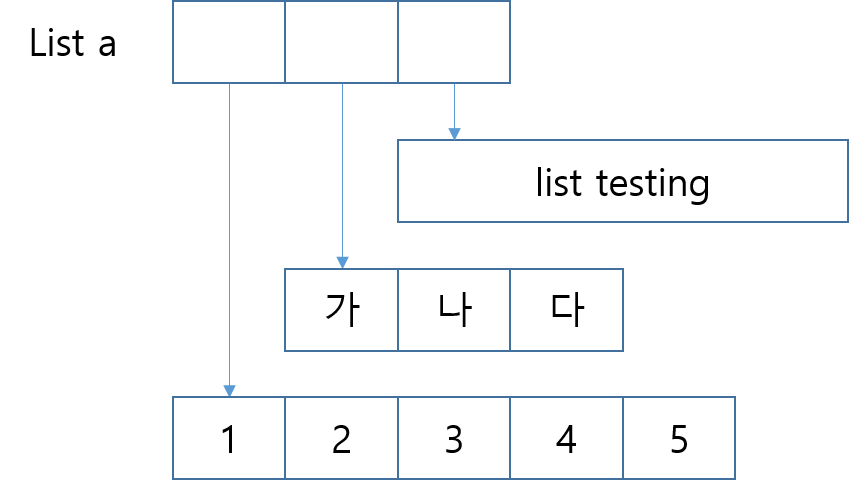 List a
list testing
가 나 다
1 2 3 4 5